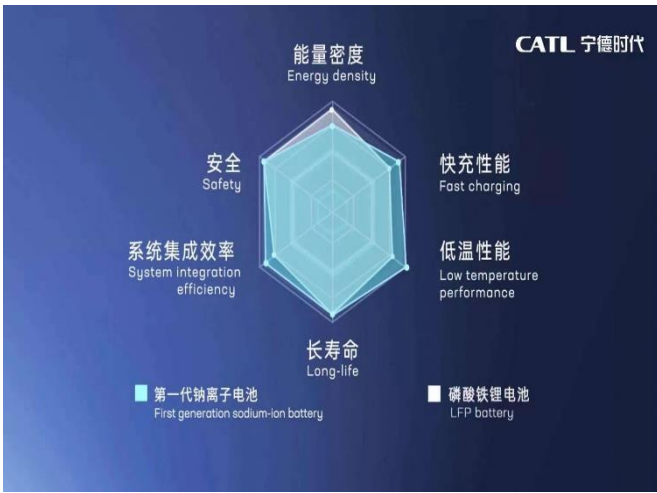 CATL 宁德时代
能量密度
Energy density
安全
Safety
快充性能
Fast charging
系统集成效率
System integration
efficiency
低温性能
Low temperature
performance
长寿命
Long-life
第一代钠离子电池
First generation sodium-ion battery
磷酸铁锂电池
LFP battery